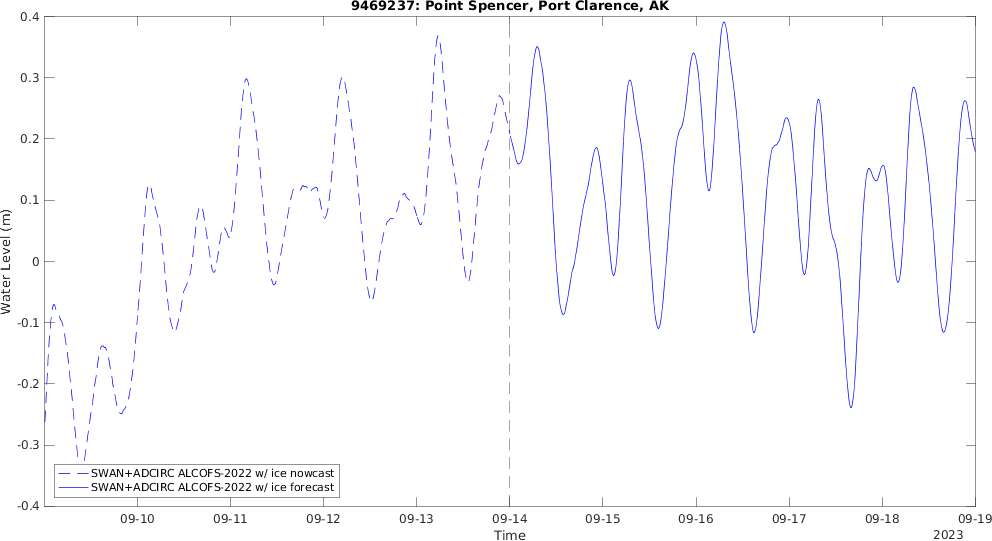 9469237: Point Spencer, Port Clarence, AK
0.4
0.3
0.2
0.1
0
-0.1
-0.2
-0.3
-0.4
Water Level (m)
SWAN+ADCIRC ALCOFS-2022 w/ ice nowcast
SWAN+ADCIRC ALCOFS-2022 w/ ice forecast
09-10 09-11 09-12 09-13 09-14 09-15 09-16 09-17 09-18 09-19
Time
2023